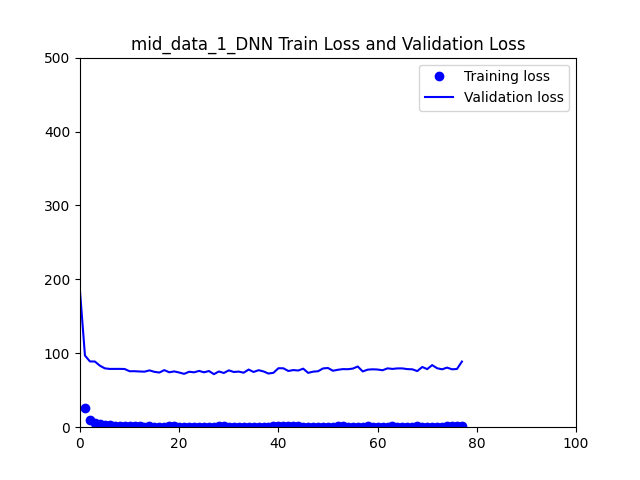 mid_data_1_DNN Train Loss and Validation Loss
500
400
300
200
100
0
Training loss
Validation loss
0 20 40 60 80 100